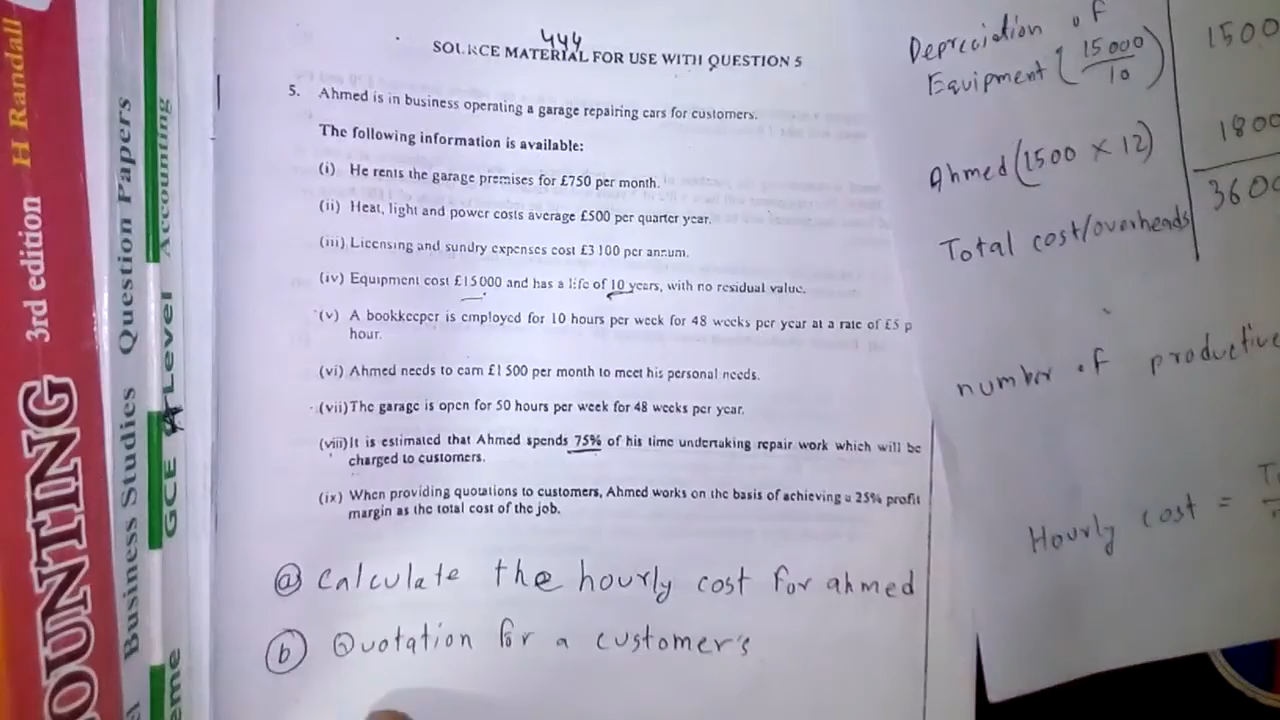 H Randall
3rd edition
OUNTING
Business Studies Question Papers
GCE A Level Accounting
eme
444
SOURCE MATERIAL FOR USE WITH QUESTION 5
5. Ahmed is in business operating a garage repairing cars for customers.
The following information is available:
(i) He rents the garage premises for £750 per month.
(ii) Heat, light and power costs average £500 per quarter year.
(iii) Licensing and sundry expenses cost £3 100 per annum.
(iv) Equipment cost £15 000 and has a life of 10 years, with no residual value.
(v) A bookkeeper is employed for 10 hours per week for 48 weeks per year at a rate of £5 p
hour.
(vi) Ahmed needs to earn £1 500 per month to meet his personal needs.
(vii) The garage is open for 50 hours per week for 48 weeks per year.
(viii) It is estimated that Ahmed spends 75% of his time undertaking repair work which will be
charged to customers.
(ix) When providing quotations to customers, Ahmed works on the basis of achieving a 25% profit
margin as the total cost of the job.
(a) Calculate the hourly cost for ahmed
(b) Quotation for a customer's
Depreciation of
Equipment (15000/10) 1500
Ahmed (1500 × 12) 1800
Total cost/overheads 3600
number of productive
Hourly cost =